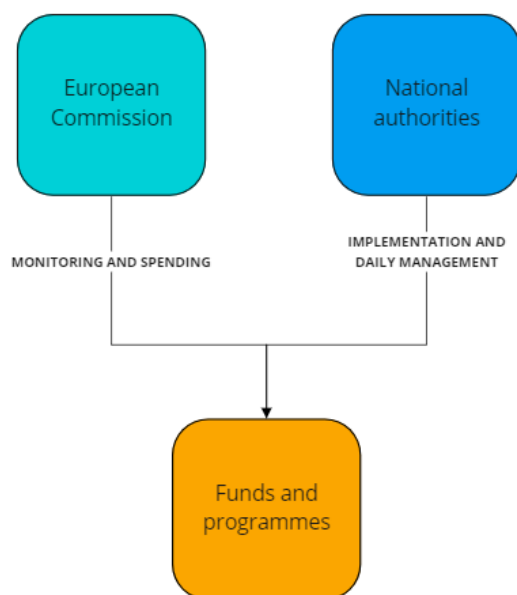 European
Commission
National
authorities
MONITORING AND SPENDING
IMPLEMENTATION AND
DAILY MANAGEMENT
Funds and
programmes